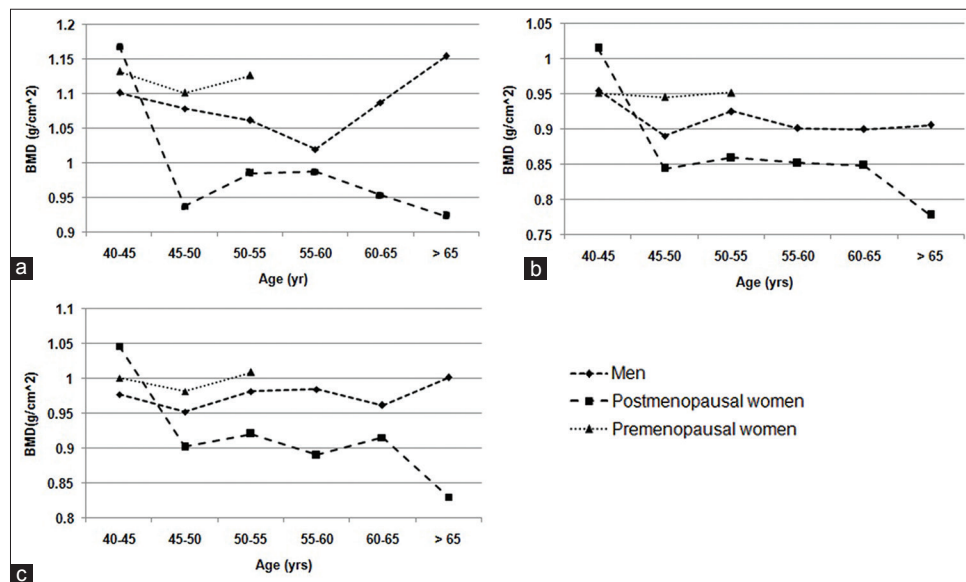 1.2
1.15
1.1
1.05
1
0.95
0.9
BMD (g/cm^2)
40-45 45-50 50-55 55-60 60-65 > 65
Age (yr)
a
1.05
1
0.95
0.9
0.85
0.8
0.75
BMD (g/cm^2)
40-45 45-50 50-55 55-60 60-65 > 65
Age (yrs)
b
1.1
1.05
1
0.95
0.9
0.85
0.8
BMD(g/cm^2)
40-45 45-50 50-55 55-60 60-65 > 65
Age (yrs)
c
Men
Postmenopausal women
Premenopausal women